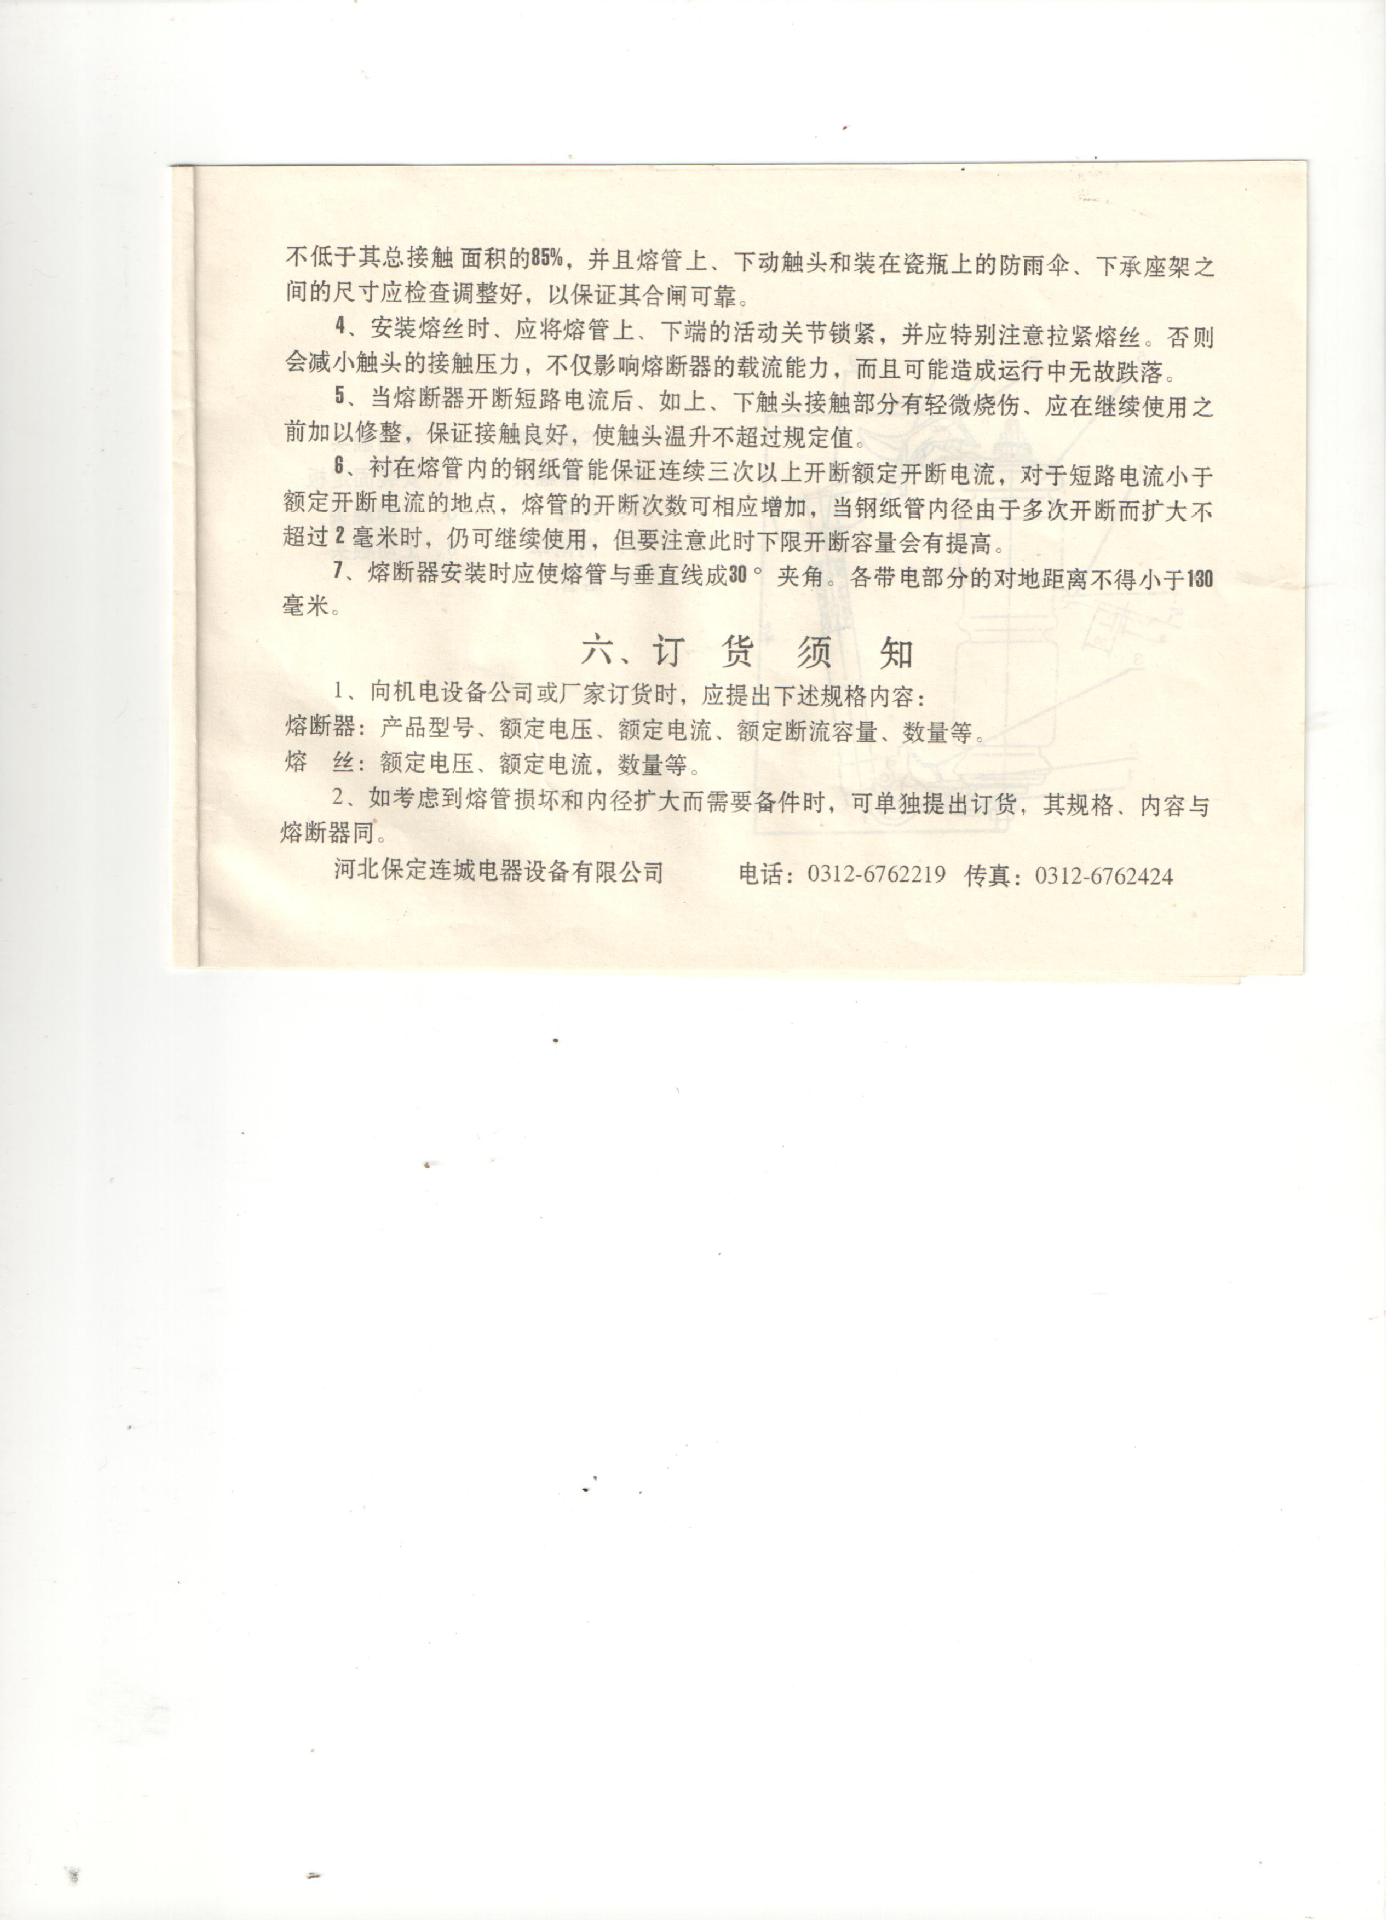 不低于其总接触面积的85%，并且熔管上、下动触头和装在瓷瓶上的防雨伞、下承座架之
间的尺寸应检查调整好，以保证其合闸可靠。
4、安装熔丝时、应将熔管上、下端的活动关节锁紧，并应特别注意拉紧熔丝。否则
会减小触头的接触压力，不仅影响熔断器的载流能力，而且可能造成运行中无故跌落。
5、当熔断器开断短路电流后、如上、下触头接触部分有轻微烧伤、应在继续使用之
前加以修整，保证接触良好，使触头温升不超过规定值。
6、衬在熔管内的钢纸管能保证连续三次以上开断额定开断电流，对于短路电流小于
额定开断电流的地点，熔管的开断次数可相应增加，当钢纸管内径由于多次开断而扩大不
超过2毫米时，仍可继续使用，但要注意此时下限开断容量会有提高。
7、熔断器安装时应使熔管与垂直线成30°夹角。各带电部分的对地距离不得小于130
毫米。
六、订货须知
1、向机电设备公司或厂家订货时，应提出下述规格内容：
熔断器：产品型号、额定电压、额定电流、额定断流容量、数量等。
熔　丝：额定电压、额定电流，数量等。
2、如考虑到熔管损坏和内径扩大而需要备件时，可单独提出订货，其规格、内容与
熔断器同。
河北保定连城电器设备有限公司　　电话：0312-6762219 传真：0312-6762424